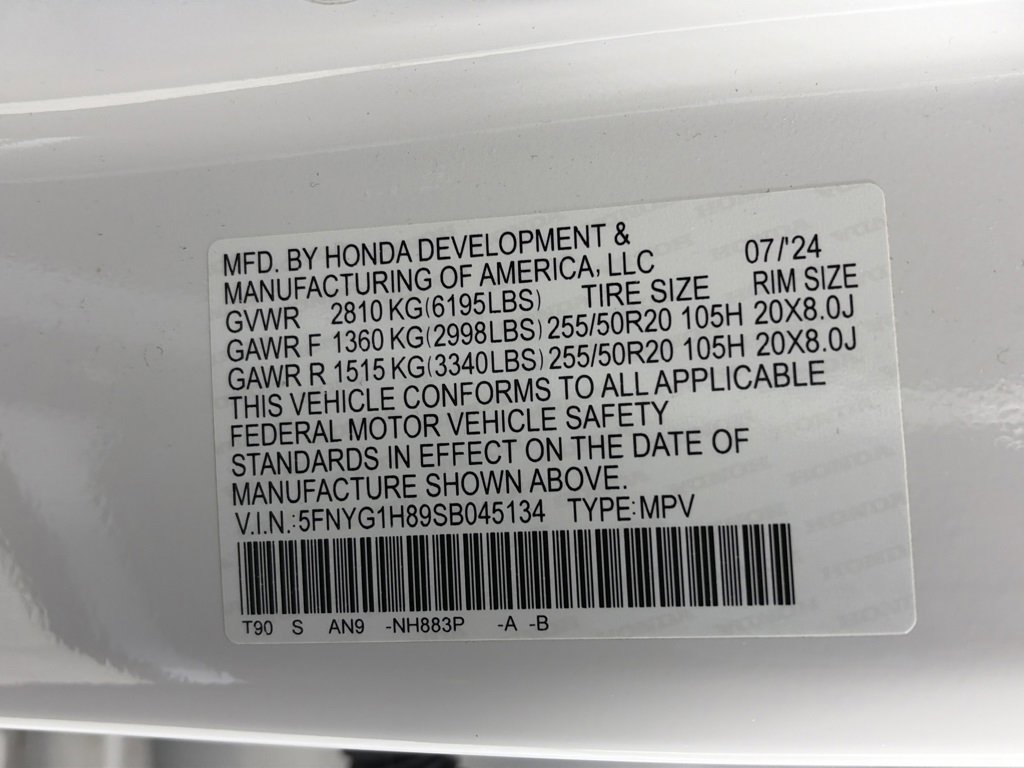 MFD. BY HONDA DEVELOPMENT &
MANUFACTURING OF AMERICA, LLC 07/'24
GVWR 2810 KG(6195LBS) TIRE SIZE RIM SIZE
GAWR F 1360 KG(2998LBS) 255/50R20 105H 20X8.0J
GAWR R 1515 KG(3340LBS) 255/50R20 105H 20X8.0J
THIS VEHICLE CONFORMS TO ALL APPLICABLE
FEDERAL MOTOR VEHICLE SAFETY
STANDARDS IN EFFECT ON THE DATE OF
MANUFACTURE SHOWN ABOVE.
V.I.N.:5FNYG1H89SB045134 TYPE:MPV
T90 S AN9 -NH883P -A -B